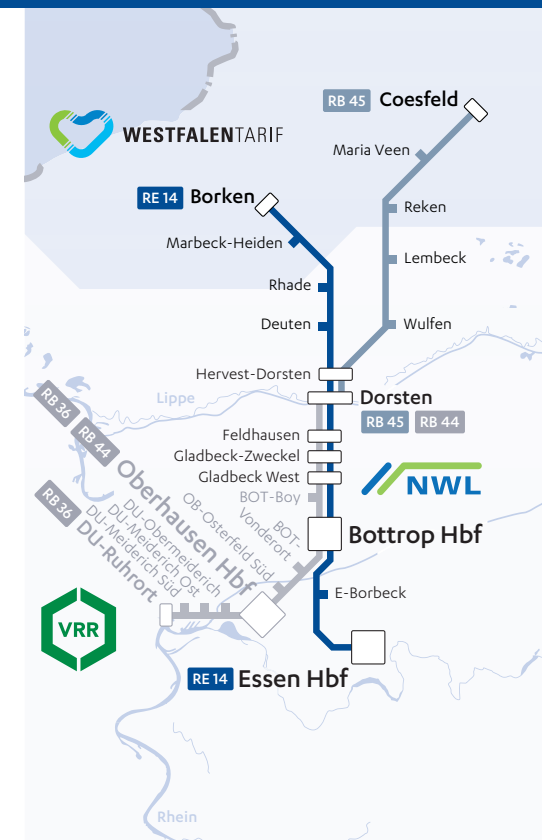 RB 45 Coesfeld
WESTFALENTARIF
Maria Veen
RE 14 Borken
Reken
Marbeck-Heiden
Lembeck
Rhade
Deuten
Wulfen
Hervest-Dorsten
Lippe
Dorsten
RB 45 RB 44
RB 36
RB 44
Oberhausen Hbf
Feldhausen
Gladbeck-Zweckel
Gladbeck West
BOT-Boy
NWL
RB 36
DU-Ruhrort
DU-Meiderich Süd
DU-Meiderich Ost
DU-Obermeiderich
OB-Osterfeld Süd
BOT-
Vonderort
Bottrop Hbf
E-Borbeck
VRR
RE 14 Essen Hbf
Rhein